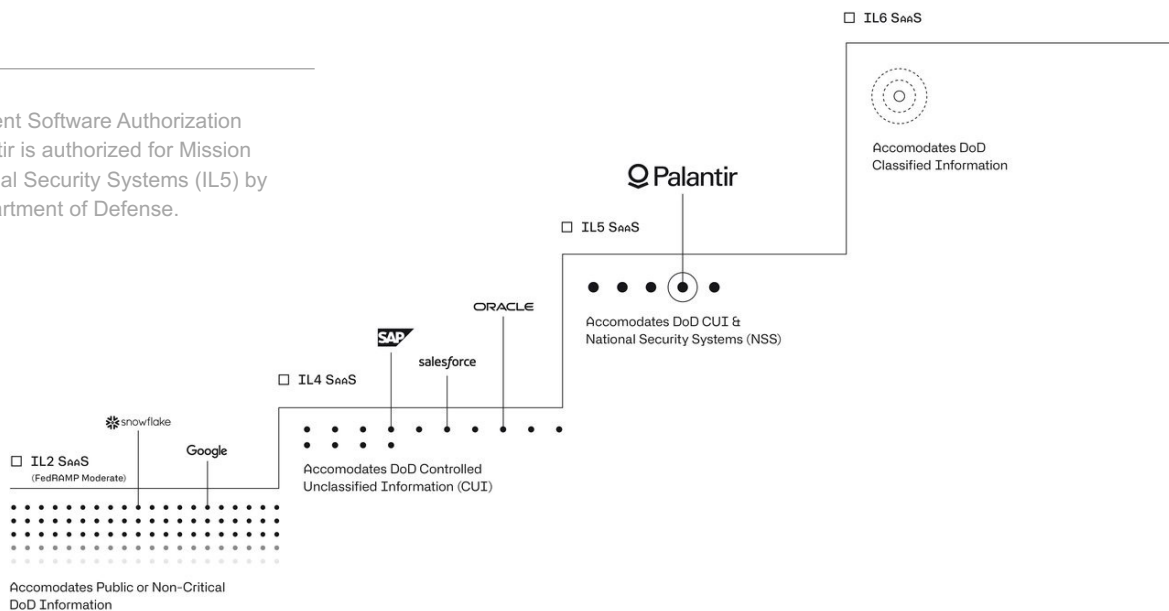 IL6 SaaS
Accomodates DoD
Classified Information
ent Software Authorization
tir is authorized for Mission
al Security Systems (IL5) by
artment of Defense.
Palantir
IL5 SaaS
Accomodates DoD CUI &
National Security Systems (NSS)
ORACLE
SAP
salesforce
IL4 SaaS
Accomodates DoD Controlled
Unclassified Information (CUI)
snowflake
Google
IL2 SaaS
(FedRAMP Moderate)
Accomodates Public or Non-Critical
DoD Information